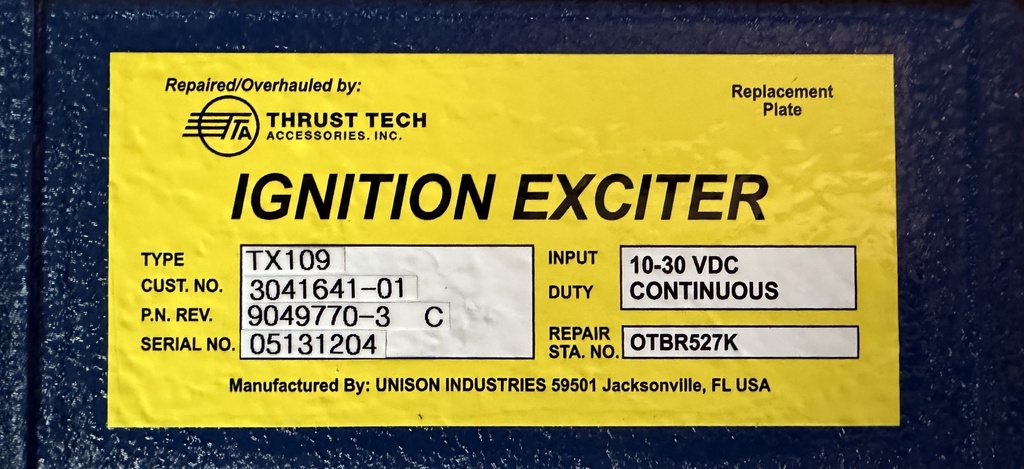 Repaired/Overhauled by:
Replacement
Plate
TTA
THRUST TECH
ACCESSORIES. INC.
IGNITION EXCITER
TYPE TX109
CUST. NO. 3041641-01
P.N. REV. 9049770-3 C
SERIAL NO. 05131204
INPUT 10-30 VDC
DUTY CONTINUOUS
REPAIR
STA. NO. OTBR527K
Manufactured By: UNISON INDUSTRIES 59501 Jacksonville, FL USA